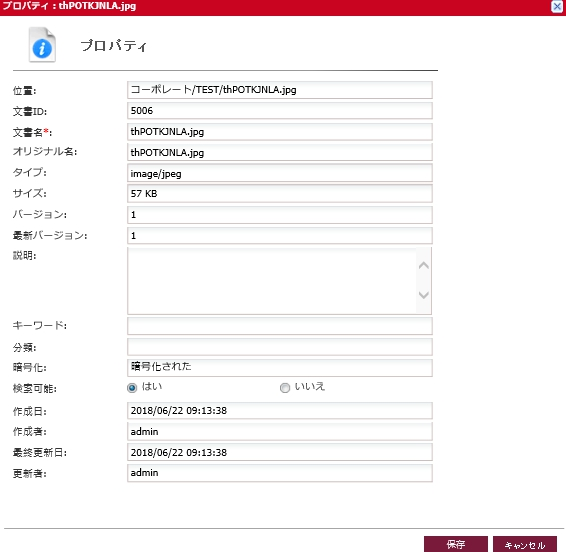 プロパティ : thPOTKJNLA.jpg
プロパティ
位置: コーポレート/TEST/thPOTKJNLA.jpg
文書ID: 5006
文書名*: thPOTKJNLA.jpg
オリジナル名: thPOTKJNLA.jpg
タイプ: image/jpeg
サイズ: 57 KB
バージョン: 1
最新バージョン: 1
説明:
キーワード:
分類:
暗号化: 暗号化された
検索可能: はい いいえ
作成日: 2018/06/22 09:13:38
作成者: admin
最終更新日: 2018/06/22 09:13:38
更新者: admin
保存 キャンセル